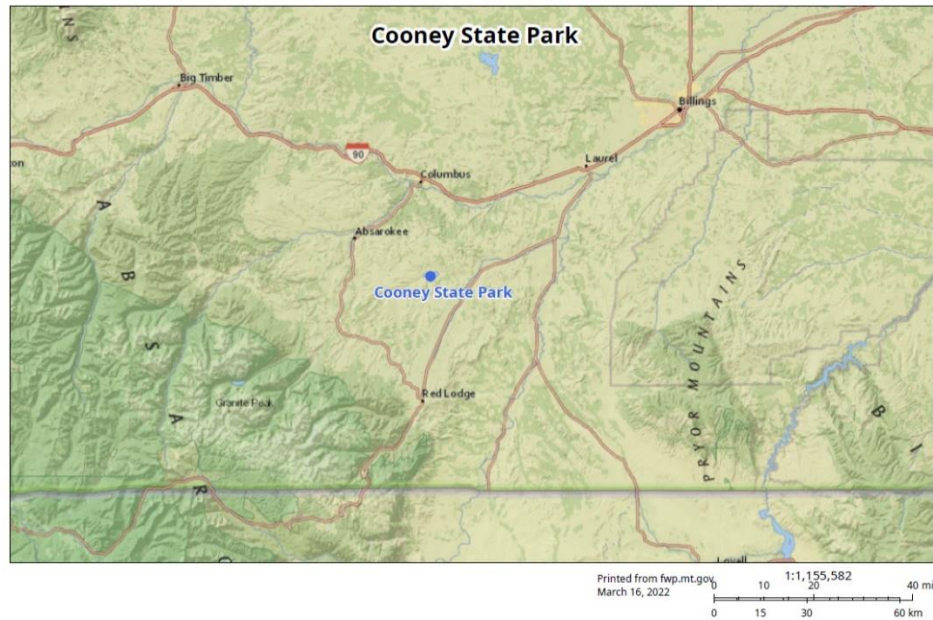 Cooney State Park
Big Timber
Billings
90
Laurel
Columbus
Absarokee
Cooney State Park
PRYOR MOUNTAINS
Red Lodge
Granite Peak
A B S A R
B I
Printed from fwp.mt.gov
March 16, 2022
1:1,155,582
0 10 20 40 mi
0 15 30 60 km